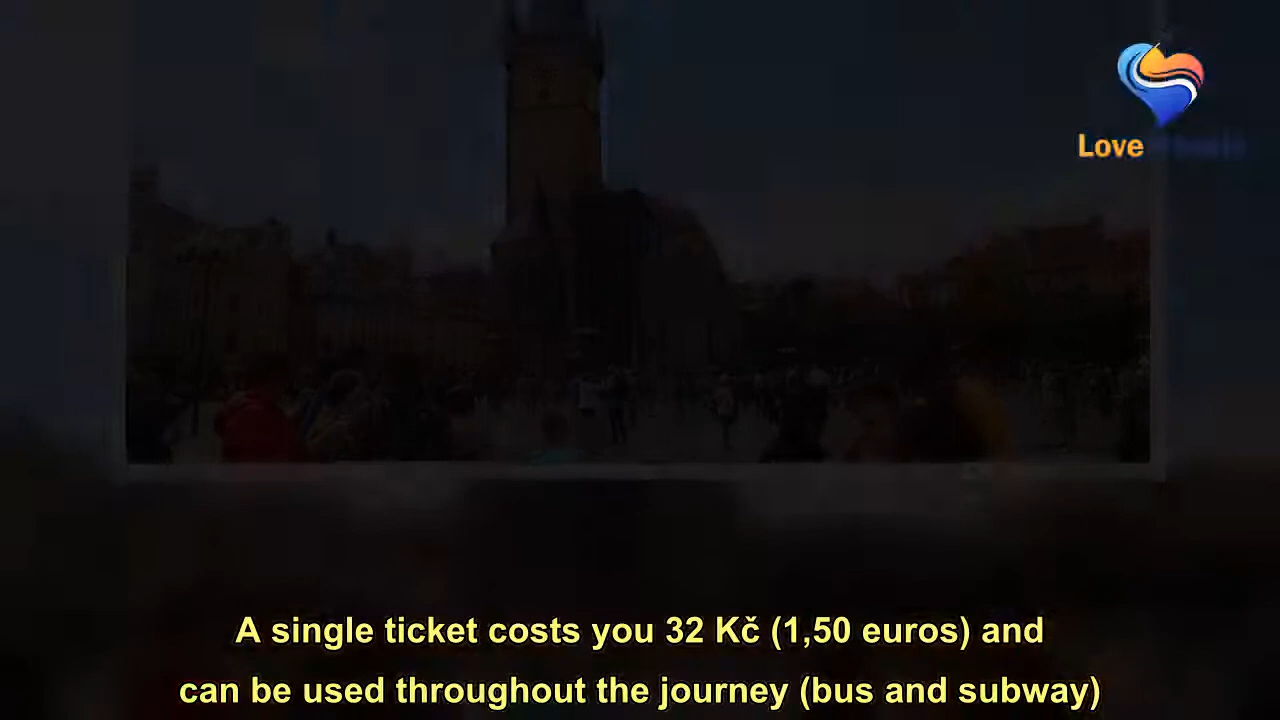 Love
A single ticket costs you 32 Kč (1,50 euros) and
can be used throughout the journey (bus and subway)